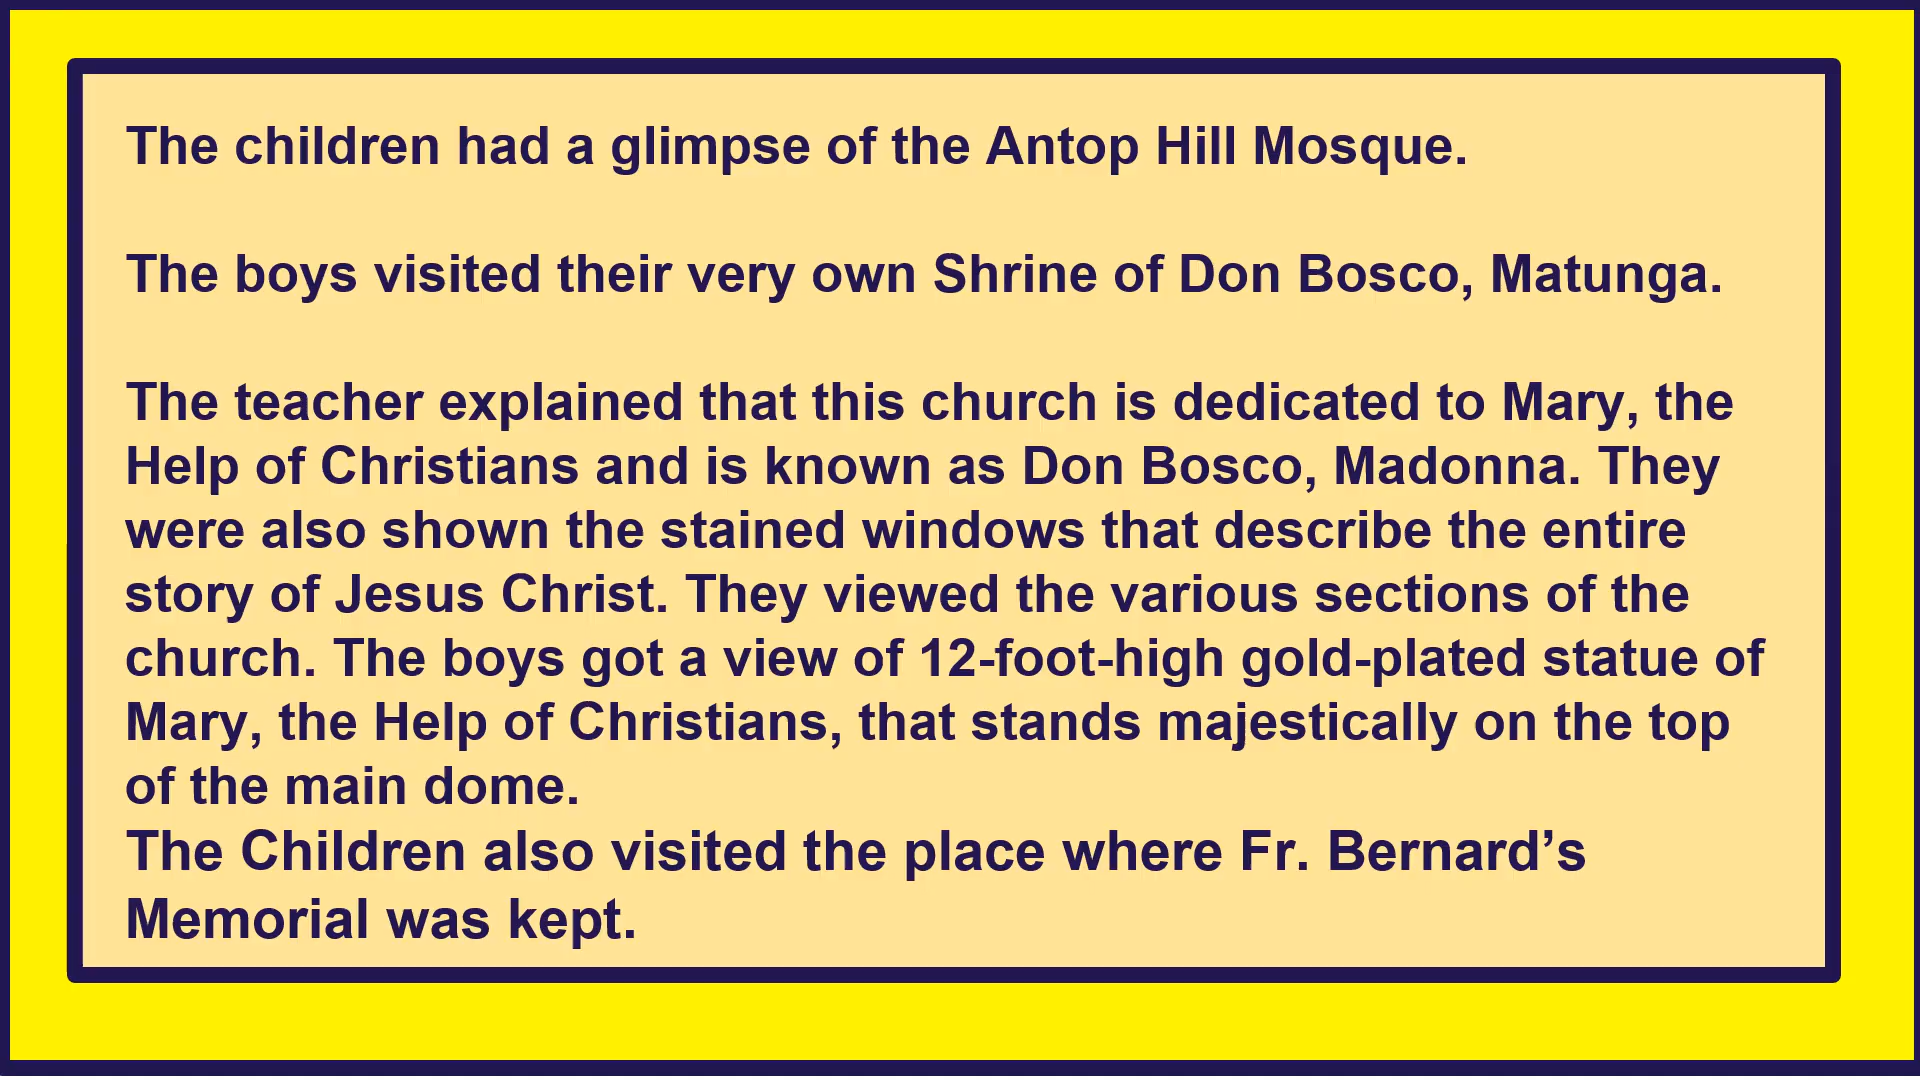 The children had a glimpse of the Antop Hill Mosque.
The boys visited their very own Shrine of Don Bosco, Matunga.
The teacher explained that this church is dedicated to Mary, the
Help of Christians and is known as Don Bosco, Madonna. They
were also shown the stained windows that describe the entire
story of Jesus Christ. They viewed the various sections of the
church. The boys got a view of 12-foot-high gold-plated statue of
Mary, the Help of Christians, that stands majestically on the top
of the main dome.
The Children also visited the place where Fr. Bernard’s
Memorial was kept.